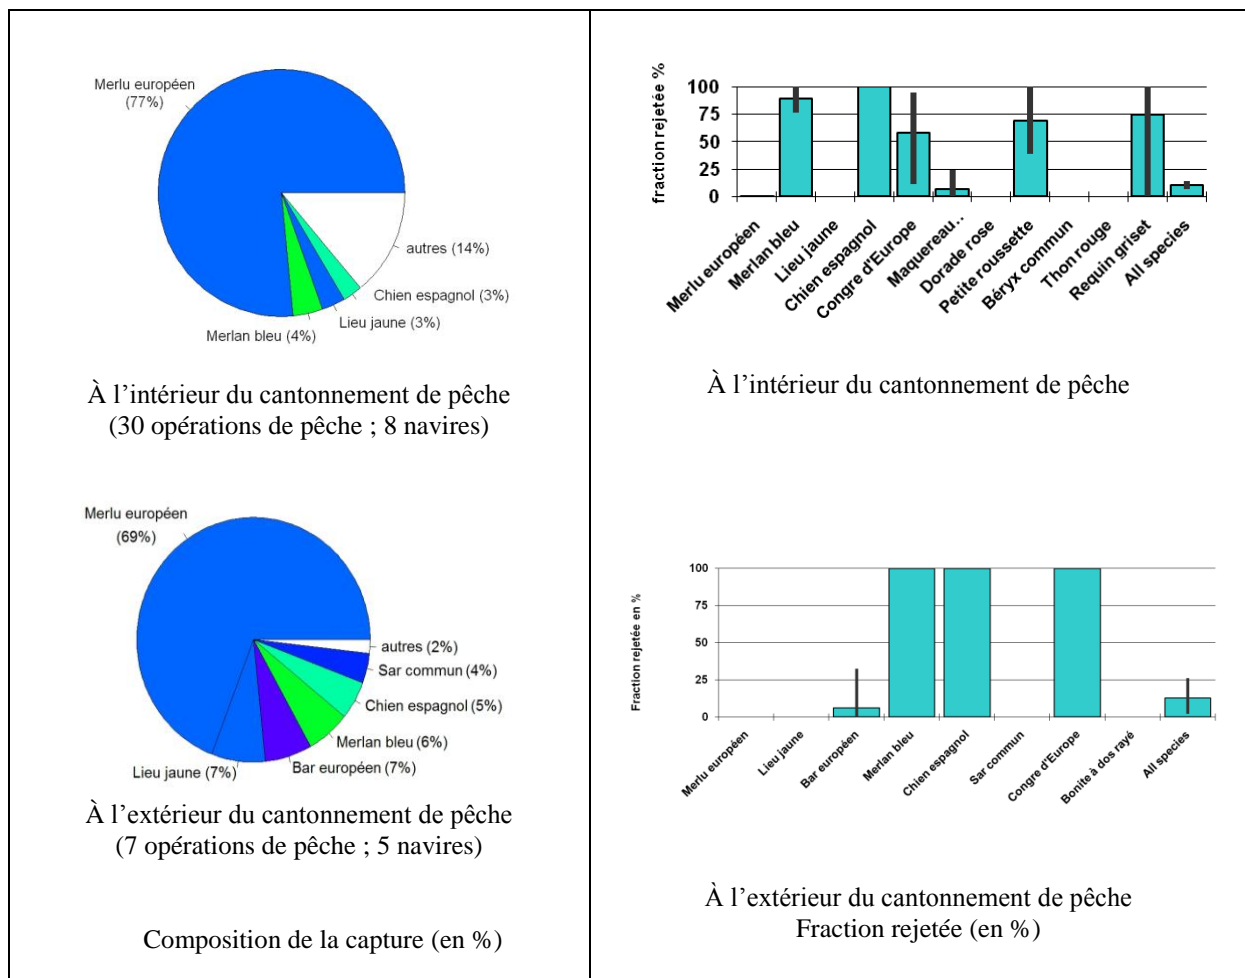 Merlu européen
(77%)
autres (14%)
Chien espagnol (3%)
Lieu jaune (3%)
Merlan bleu (4%)
À l'intérieur du cantonnement de pêche
(30 opérations de pêche ; 8 navires)
fraction rejetée %
100
75
50
25
0
Merlu européen
Merlan bleu
Lieu jaune
Chien espagnol
Congre d'Europe
Maquereau..
Dorade rose
Petite roussette
Béryx commun
Thon rouge
Requin griset
All species
À l'intérieur du cantonnement de pêche
Merlu européen
(69%)
autres (2%)
Sar commun (4%)
Chien espagnol (5%)
Merlan bleu (6%)
Bar européen (7%)
Lieu jaune (7%)
À l'extérieur du cantonnement de pêche
(7 opérations de pêche ; 5 navires)
Composition de la capture (en %)
Fraction rejetée en %
100
75
50
25
0
Merlu européen
Lieu jaune
Bar européen
Merlan bleu
Chien espagnol
Sar commun
Congre d'Europe
Bonite à dos rayé
All species
À l'extérieur du cantonnement de pêche
Fraction rejetée (en %)